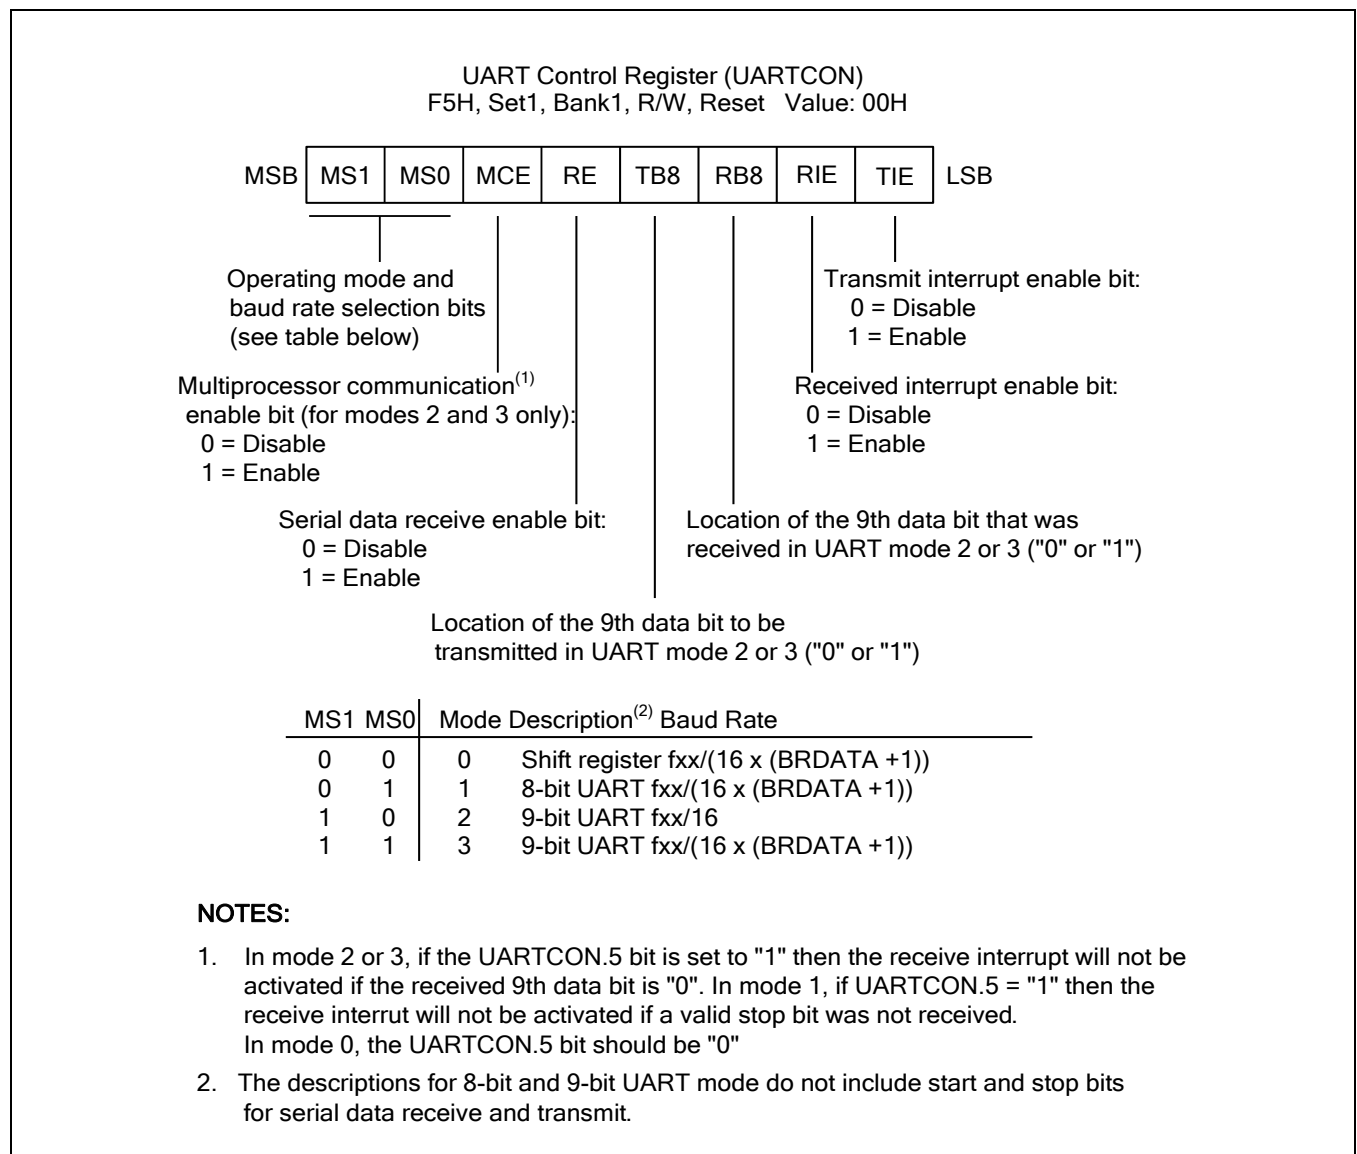 UART Control Register (UARTCON)
F5H, Set1, Bank1, R/W, Reset Value: 00H
MSB MS1 MS0 MCE RE TB8 RB8 RIE TIE LSB
Operating mode and
baud rate selection bits
(see table below)
Transmit interrupt enable bit:
0 = Disable
1 = Enable
Multiprocessor communication(1)
enable bit (for modes 2 and 3 only):
0 = Disable
1 = Enable
Received interrupt enable bit:
0 = Disable
1 = Enable
Serial data receive enable bit:
0 = Disable
1 = Enable
Location of the 9th data bit that was
received in UART mode 2 or 3 ("0" or "1")
Location of the 9th data bit to be
transmitted in UART mode 2 or 3 ("0" or "1")
MS1 MS0 Mode Description(2) Baud Rate
0 0 0 Shift register fxx/(16 x (BRDATA +1))
0 1 1 8-bit UART fxx/(16 x (BRDATA +1))
1 0 2 9-bit UART fxx/16
1 1 3 9-bit UART fxx/(16 x (BRDATA +1))
NOTES:
1. In mode 2 or 3, if the UARTCON.5 bit is set to "1" then the receive interrupt will not be
activated if the received 9th data bit is "0". In mode 1, if UARTCON.5 = "1" then the
receive interrut will not be activated if a valid stop bit was not received.
In mode 0, the UARTCON.5 bit should be "0"
2. The descriptions for 8-bit and 9-bit UART mode do not include start and stop bits
for serial data receive and transmit.